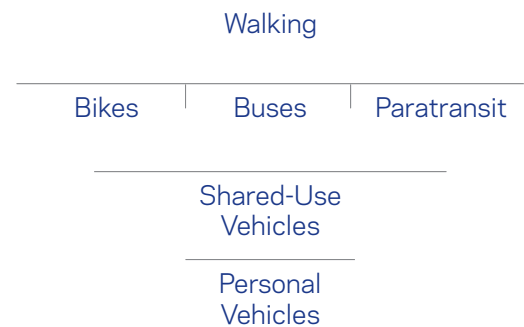 Walking
Bikes Buses Paratransit
Shared-Use
Vehicles
Personal
Vehicles